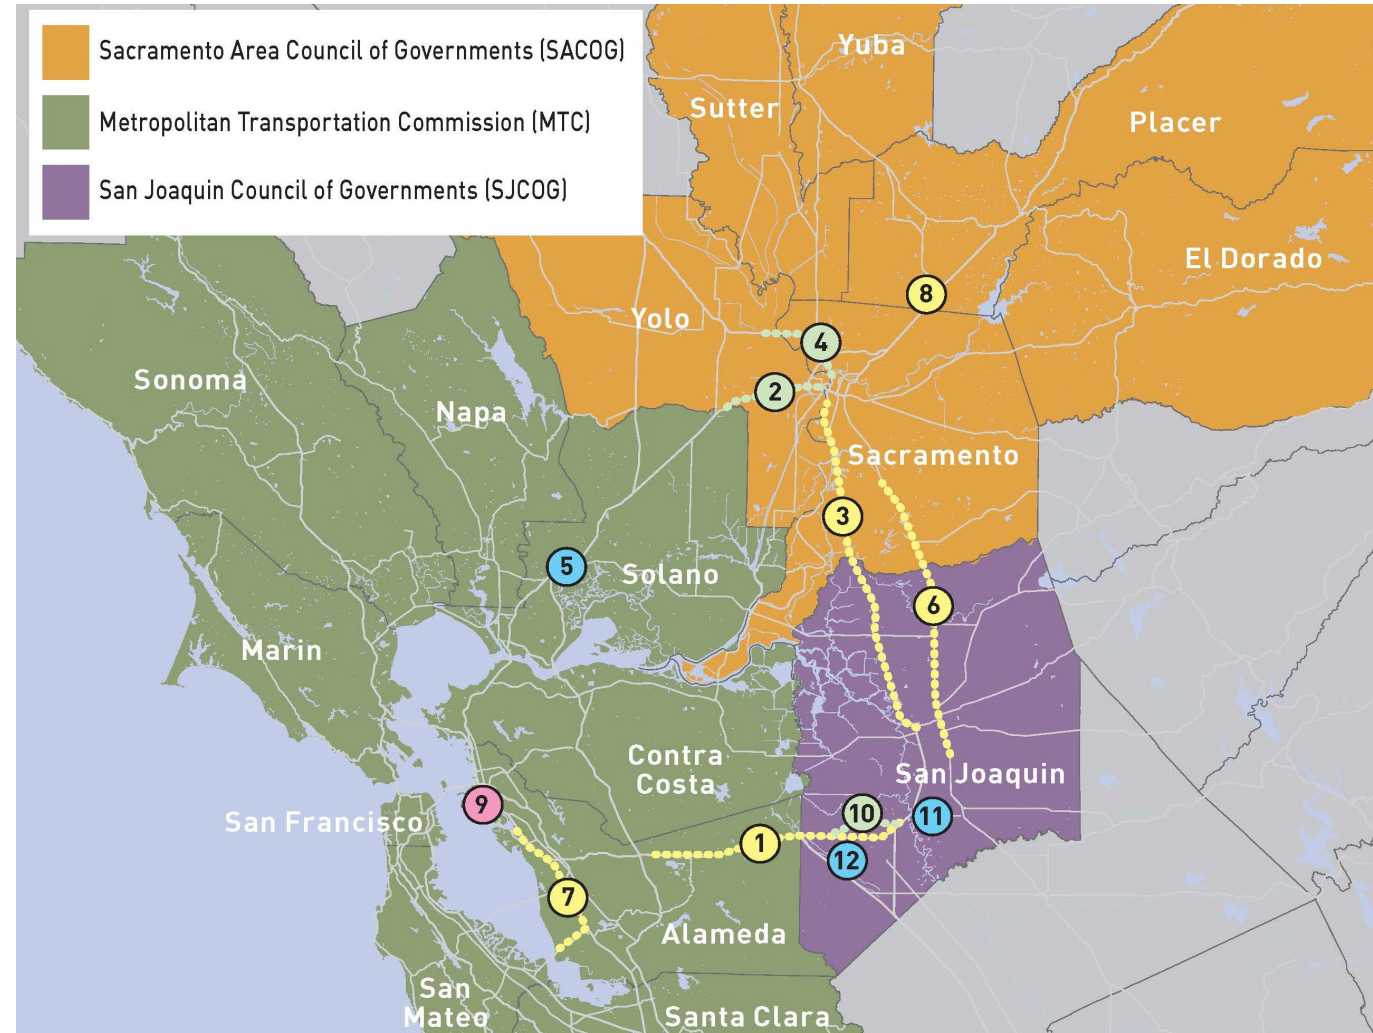 Sacramento Area Council of Governments (SACOG)
Metropolitan Transportation Commission (MTC)
San Joaquin Council of Governments (SJCOG)
Yuba
Sutter
Placer
El Dorado
8
Yolo
4
Sonoma
2
Napa
Sacramento
3
5
Solano
6
Marin
Contra
Costa
San Joaquin
9
San Francisco
10
11
1
12
7
Alameda
San
Mateo
Santa Clara